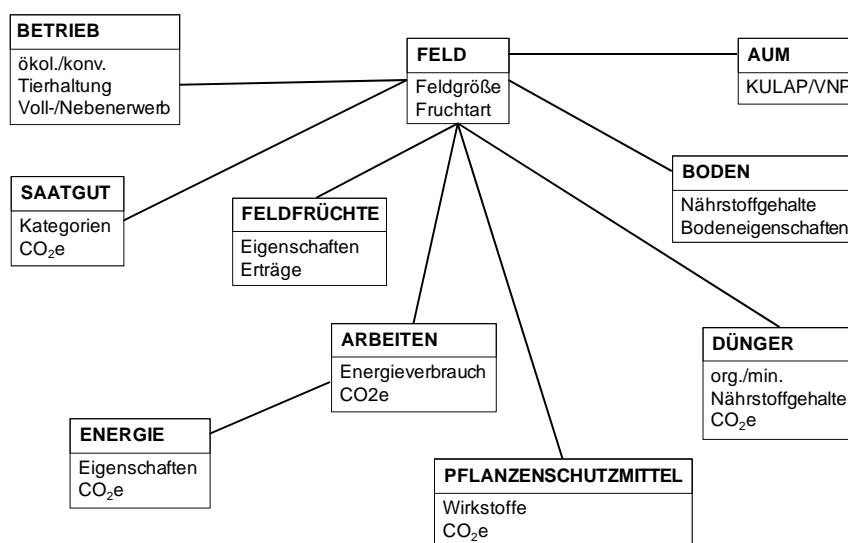 BETRIEB
ökol./konv.
Tierhaltung
Voll-/Nebenerwerb
FELD
Feldgröße
Fruchtart
AUM
KULAP/VNP
SAATGUT
Kategorien
CO₂e
FELDFRÜCHTE
Eigenschaften
Erträge
BODEN
Nährstoffgehalte
Bodeneigenschaften
ARBEITEN
Energieverbrauch
CO2e
DÜNGER
org./min.
Nährstoffgehalte
CO₂e
ENERGIE
Eigenschaften
CO₂e
PFLANZENSCHUTZMITTEL
Wirkstoffe
CO₂e